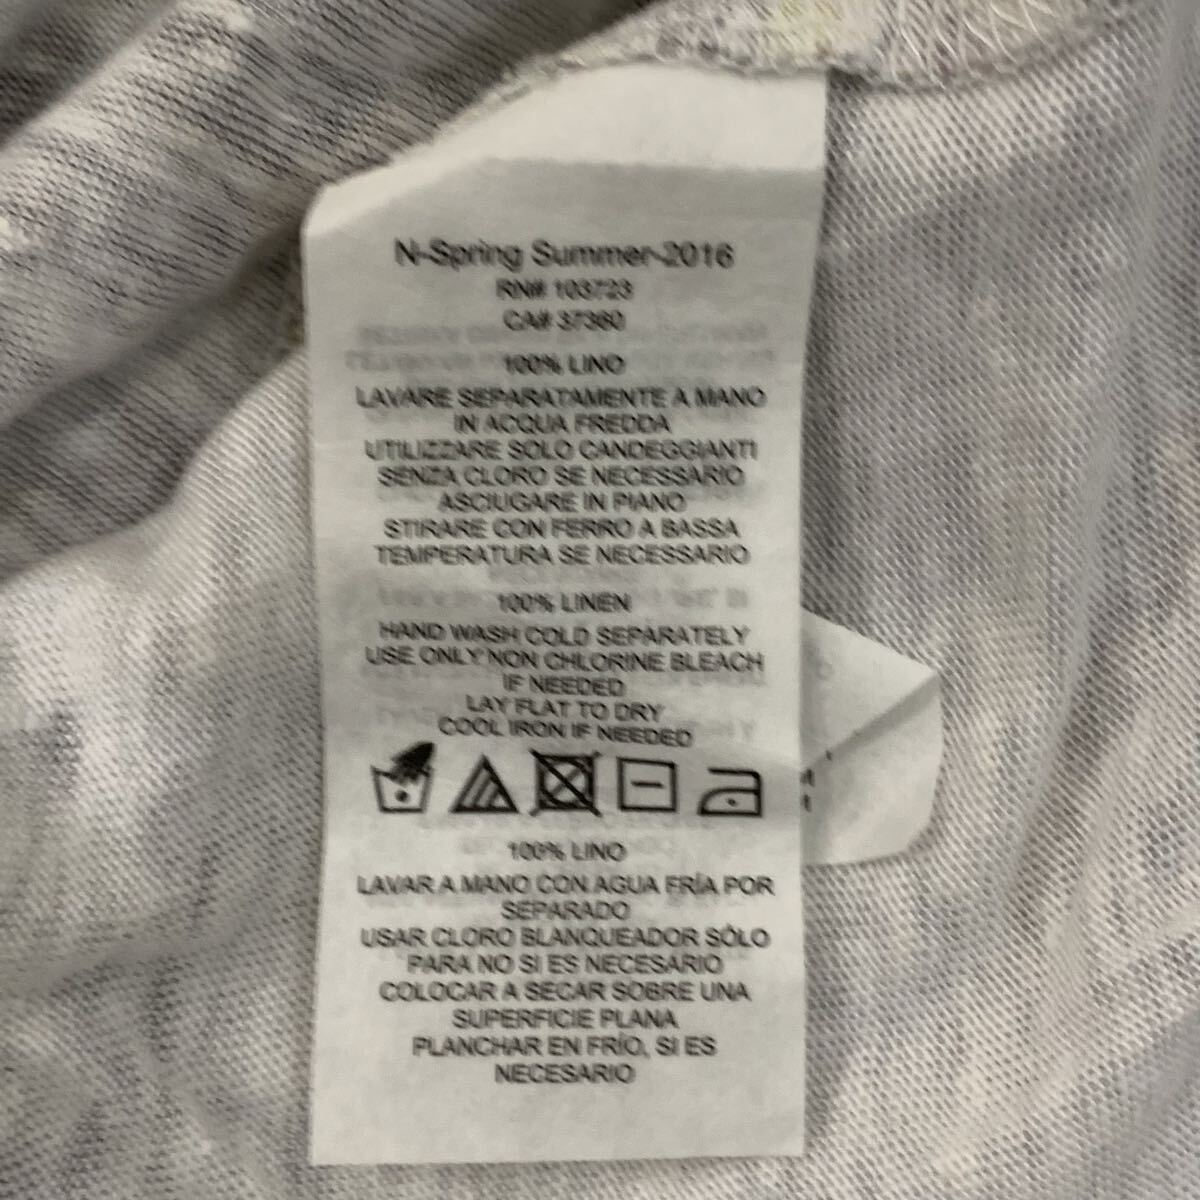 N-Spring Summer-2016
RN# 103723
CA# 37360
100% LINO
LAVARE SEPARATAMENTE A MANO
IN ACQUA FREDDA
UTILIZZARE SOLO CANDEGGIANTI
SENZA CLORO SE NECESSARIO
ASCIUGARE IN PIANO
STIRARE CON FERRO A BASSA
TEMPERATURA SE NECESSARIO
100% LINEN
HAND WASH COLD SEPARATELY
USE ONLY NON CHLORINE BLEACH
IF NEEDED
LAY FLAT TO DRY
COOL IRON IF NEEDED
100% LINO
LAVAR A MANO CON AGUA FRÍA POR
SEPARADO
USAR CLORO BLANQUEADOR SÓLO
PARA NO SI ES NECESARIO
COLOCAR A SECAR SOBRE UNA
SUPERFICIE PLANA
PLANCHAR EN FRÍO, SI ES
NECESARIO